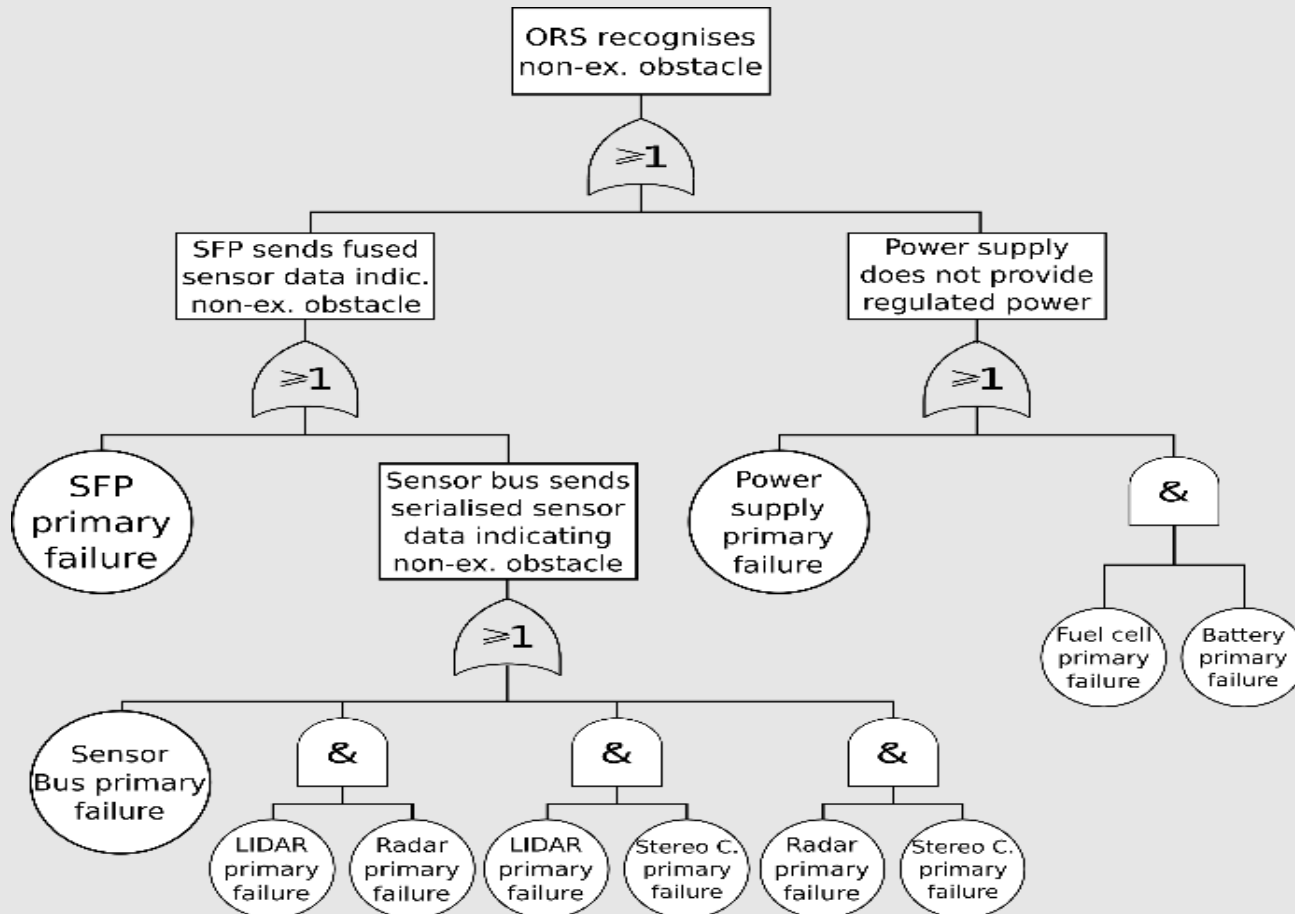 ORS recognises
non-ex. obstacle
⩾1
SFP sends fused
sensor data indic.
non-ex. obstacle
Power supply
does not provide
regulated power
⩾1
⩾1
SFP
primary
failure
Sensor bus sends
serialised sensor
data indicating
non-ex. obstacle
Power
supply
primary
failure
&
⩾1
Fuel cell
primary
failure
Battery
primary
failure
Sensor
Bus primary
failure
&
&
&
LIDAR
primary
failure
Radar
primary
failure
LIDAR
primary
failure
Stereo C.
primary
failure
Radar
primary
failure
Stereo C.
primary
failure